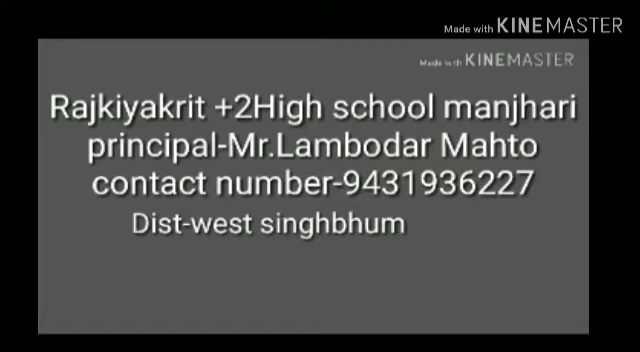 Made with KINEMASTER
Made with KINEMASTER
Rajkiyakrit +2High school manjhari
principal-Mr.Lambodar Mahto
contact number-9431936227
Dist-west singhbhum